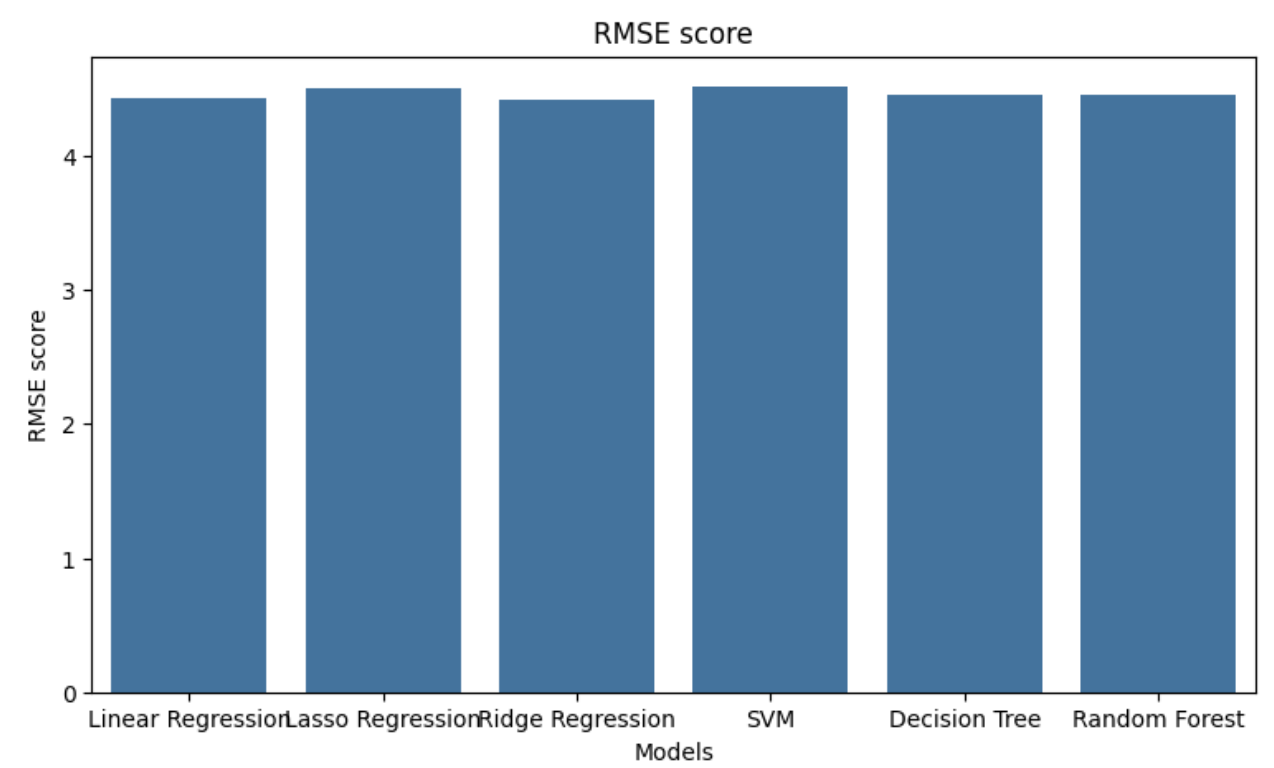 RMSE score
RMSE score
4
3
2
1
0
Linear Regression Lasso Regression Ridge Regression SVM Decision Tree Random Forest
Models